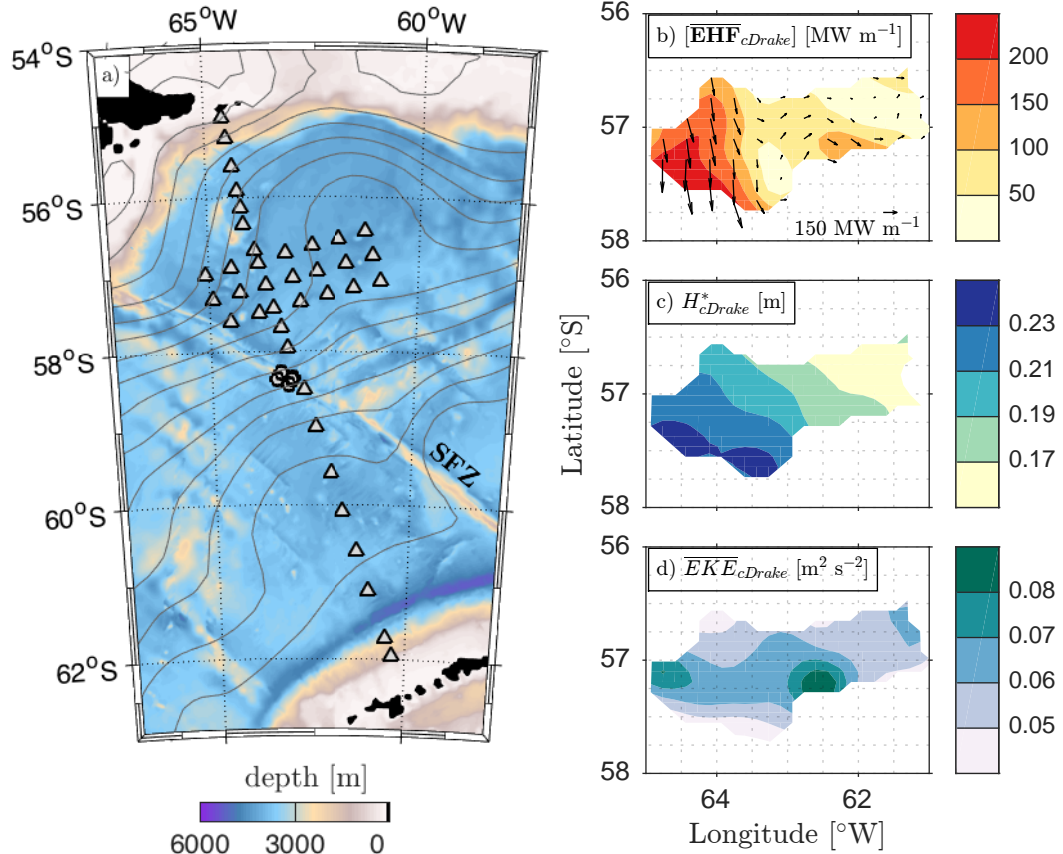 65°W
60°W
54°S
a)
56°S
58°S
60°S
62°S
SFZ
depth [m]
6000
3000
0
56
57
58
b) [EHF_cDrake] [MW m⁻¹]
150 MW m⁻¹
200
150
100
50
56
57
58
c) H*_cDrake [m]
0.23
0.21
0.19
0.17
Latitude [°S]
56
57
58
d) EKE_cDrake [m² s⁻²]
0.08
0.07
0.06
0.05
64
62
Longitude [°W]